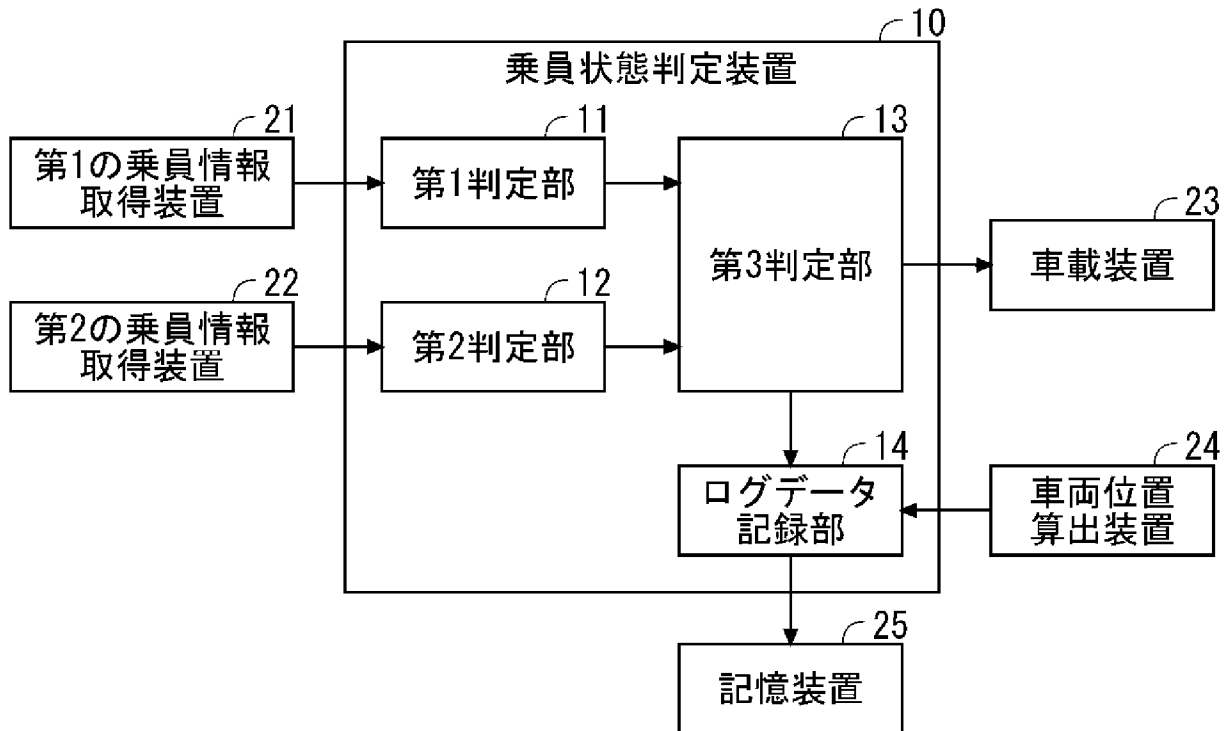 10
乗員状態判定装置
21
第1の乗員情報
取得装置
11
第1判定部
13
第3判定部
23
車載装置
22
第2の乗員情報
取得装置
12
第2判定部
14
ログデータ
記録部
24
車両位置
算出装置
25
記憶装置